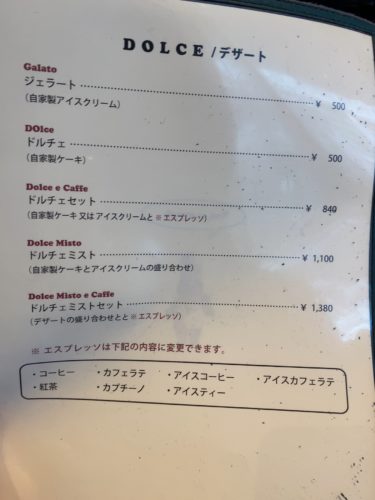 DOLCE / デザート
Galato
ジェラート ¥ 500
（自家製アイスクリーム）
DOlce
ドルチェ ¥ 500
（自家製ケーキ）
Dolce e Caffe
ドルチェセット ¥ 840
（自家製ケーキ又はアイスクリームと ※エスプレッソ）
Dolce Misto
ドルチェミスト ¥ 1,100
（自家製ケーキとアイスクリームの盛り合わせ）
Dolce Misto e Caffe
ドルチェミストセット ¥ 1,380
（デザートの盛り合わせとと ※エスプレッソ）
※ エスプレッソは下記の内容に変更できます。
・コーヒー ・カフェラテ ・アイスコーヒー ・アイスカフェラテ
・紅茶 ・カプチーノ ・アイスティー